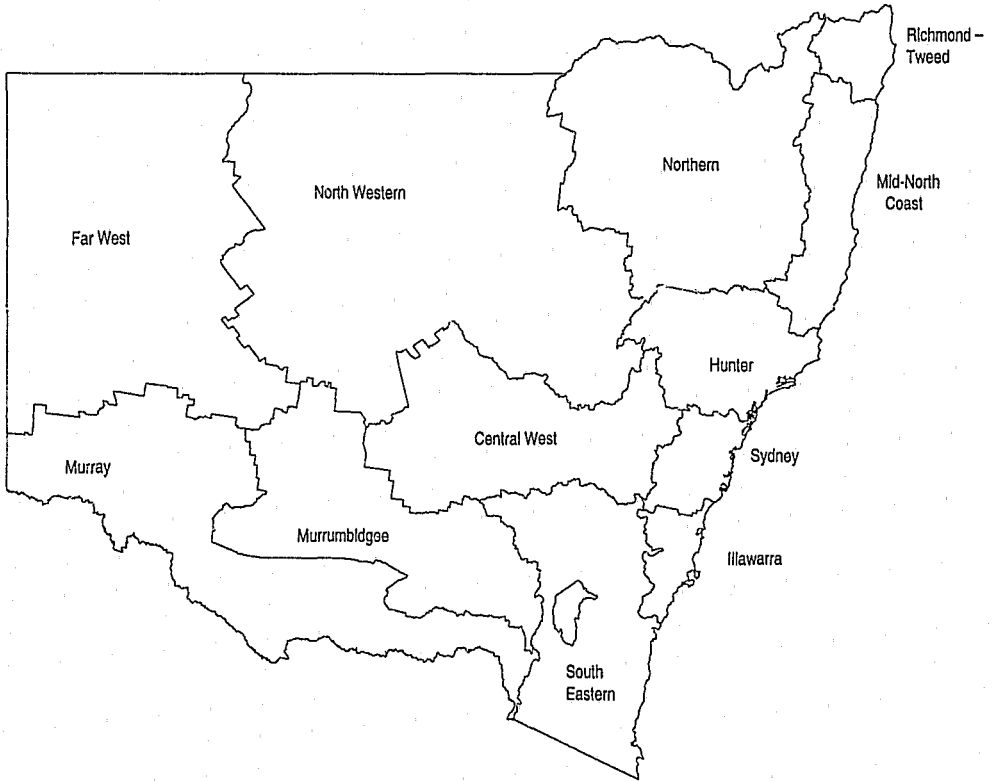 Richmond –
Tweed
Northern
North Western
Mid-North
Coast
Far West
Hunter
Central West
Sydney
Murray
Murrumbidgee
Illawarra
South
Eastern